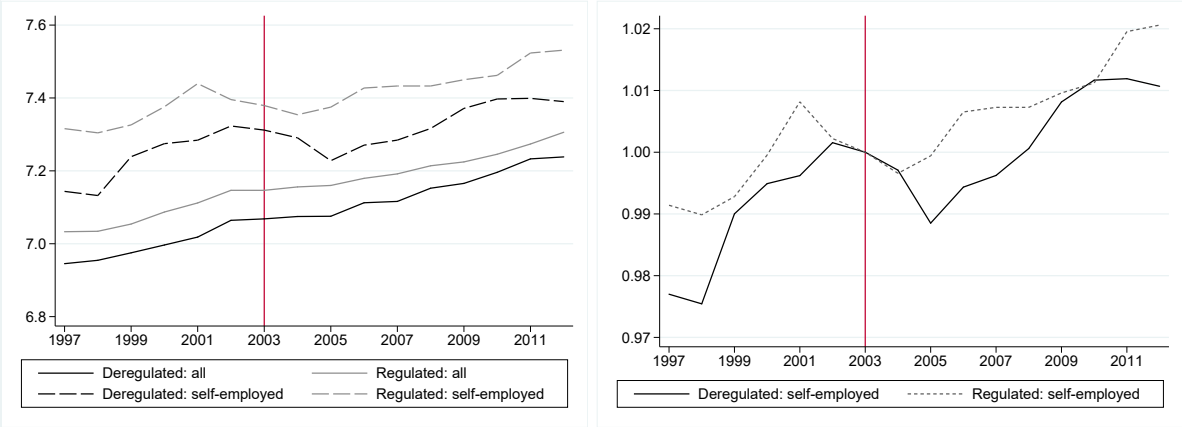 7.6
7.4
7.2
7.0
6.8
1997 1999 2001 2003 2005 2007 2009 2011
Deregulated: all Regulated: all
Deregulated: self-employed Regulated: self-employed
1.02
1.01
1.00
0.99
0.98
0.97
1997 1999 2001 2003 2005 2007 2009 2011
Deregulated: self-employed Regulated: self-employed